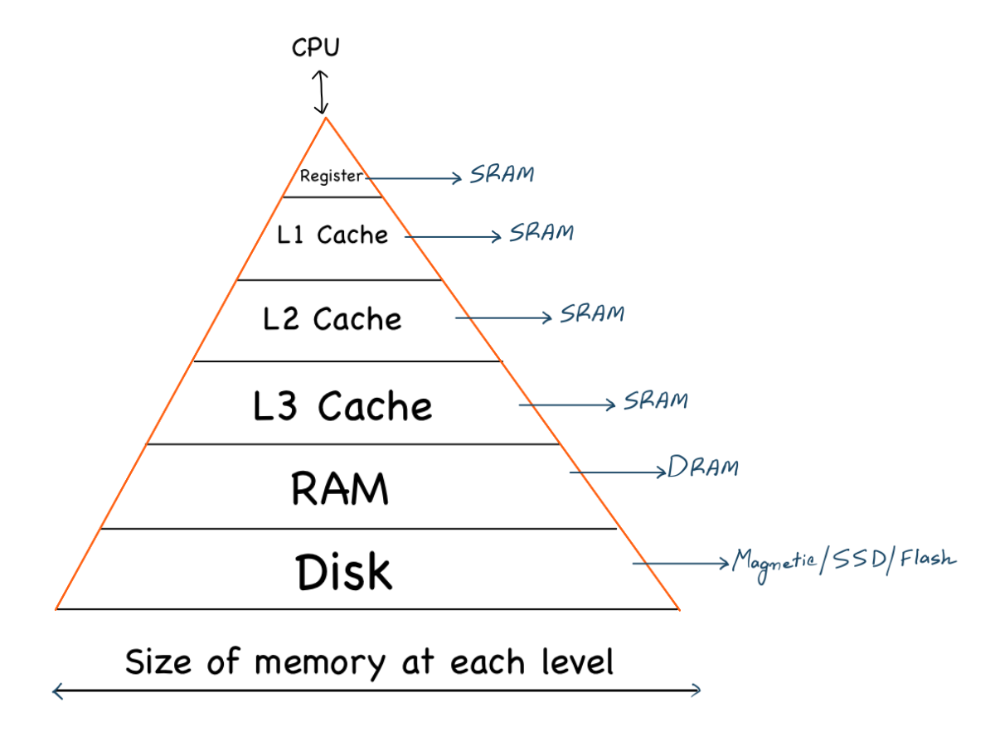 CPU
Register
SRAM
L1 Cache
SRAM
L2 Cache
SRAM
L3 Cache
SRAM
RAM
DRAM
Disk
Magnetic/SSD/Flash
Size of memory at each level